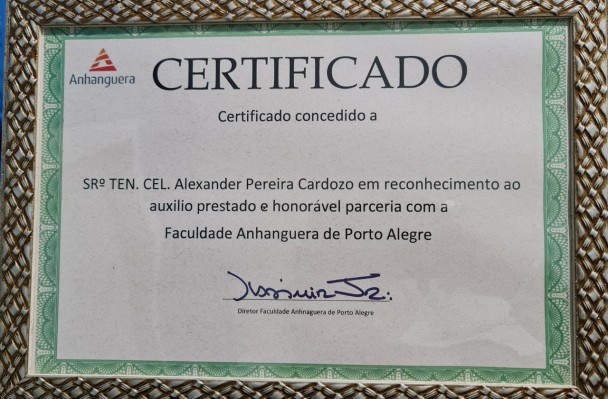 Anhanguera
CERTIFICADO
Certificado concedido a
SRº TEN. CEL. Alexander Pereira Cardozo em reconhecimento ao
auxilio prestado e honorável parceria com a
Faculdade Anhanguera de Porto Alegre
Diretor Faculdade Anhnaguera de Porto Alegre